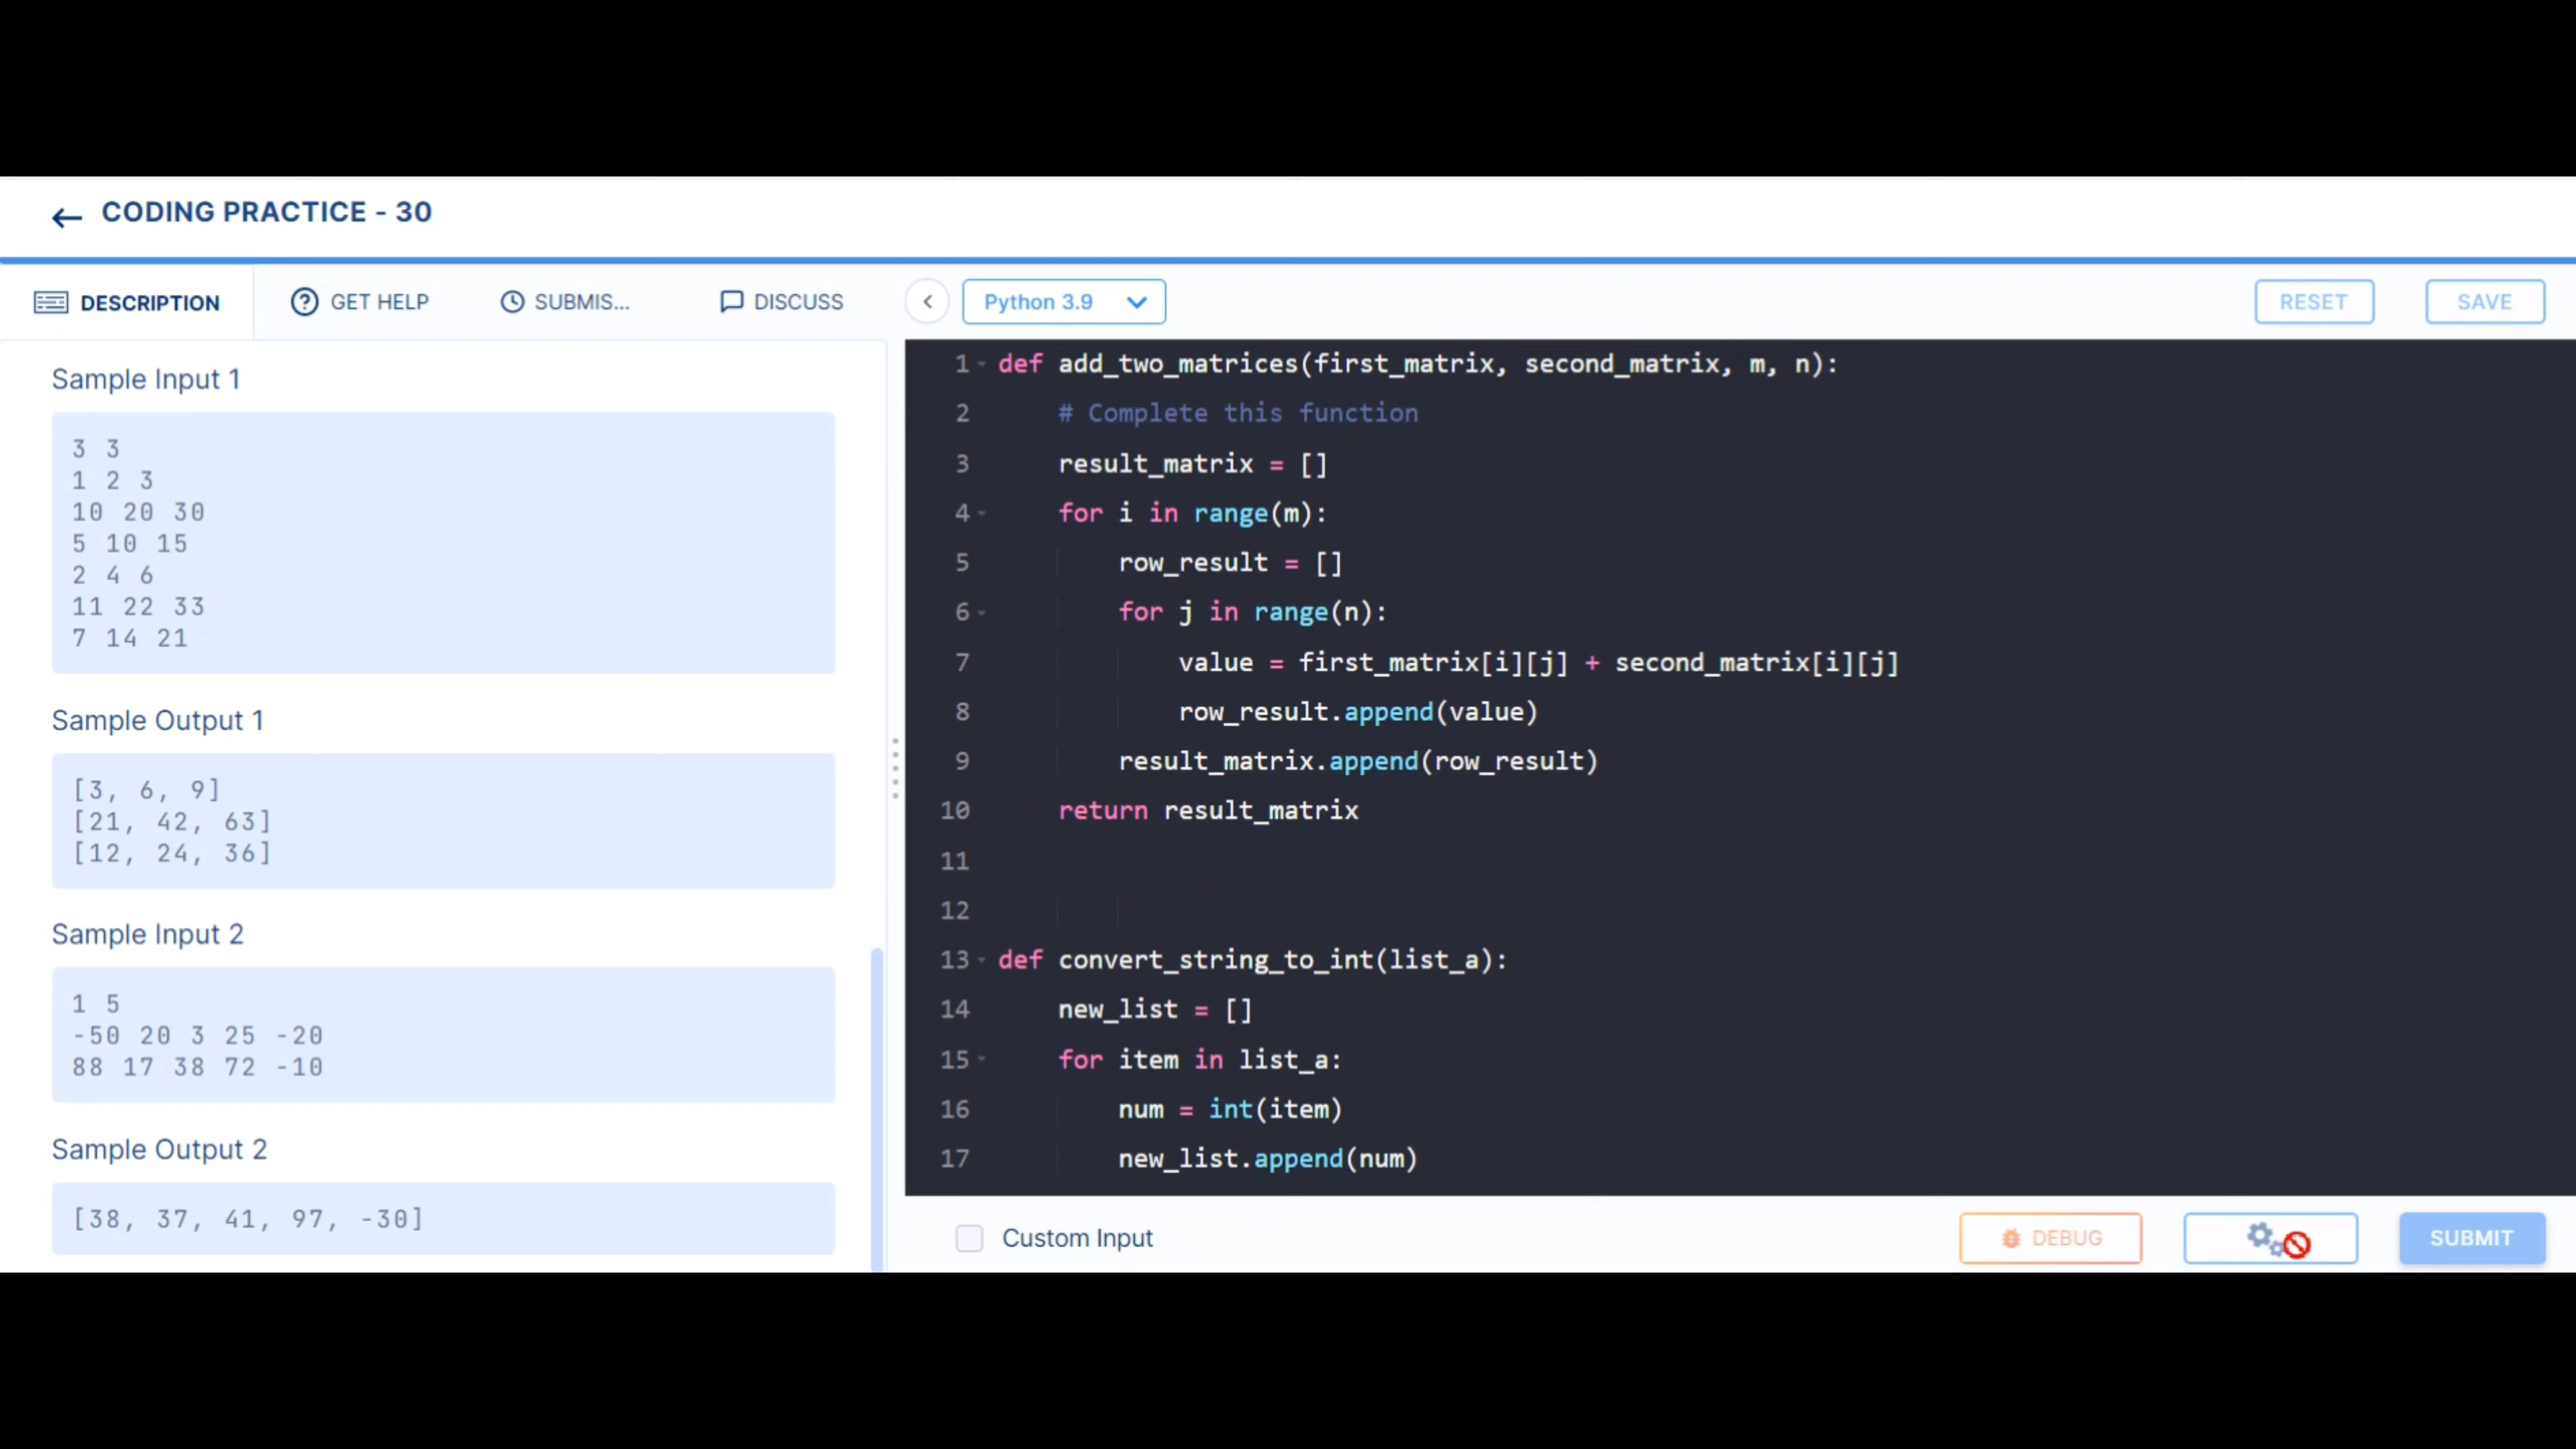 CODING PRACTICE - 30
DESCRIPTION
GET HELP
SUBMIS...
DISCUSS
Python 3.9
RESET
SAVE
Sample Input 1
3 3
1 2 3
10 20 30
5 10 15
2 4 6
11 22 33
7 14 21
Sample Output 1
[3, 6, 9]
[21, 42, 63]
[12, 24, 36]
Sample Input 2
1 5
-50 20 3 25 -20
88 17 38 72 -10
Sample Output 2
[38, 37, 41, 97, -30]
1 def add_two_matrices(first_matrix, second_matrix, m, n):
2     # Complete this function
3     result_matrix = []
4     for i in range(m):
5         row_result = []
6         for j in range(n):
7             value = first_matrix[i][j] + second_matrix[i][j]
8             row_result.append(value)
9         result_matrix.append(row_result)
10     return result_matrix
11
12
13 def convert_string_to_int(list_a):
14     new_list = []
15     for item in list_a:
16         num = int(item)
17         new_list.append(num)
Custom Input
DEBUG
SUBMIT